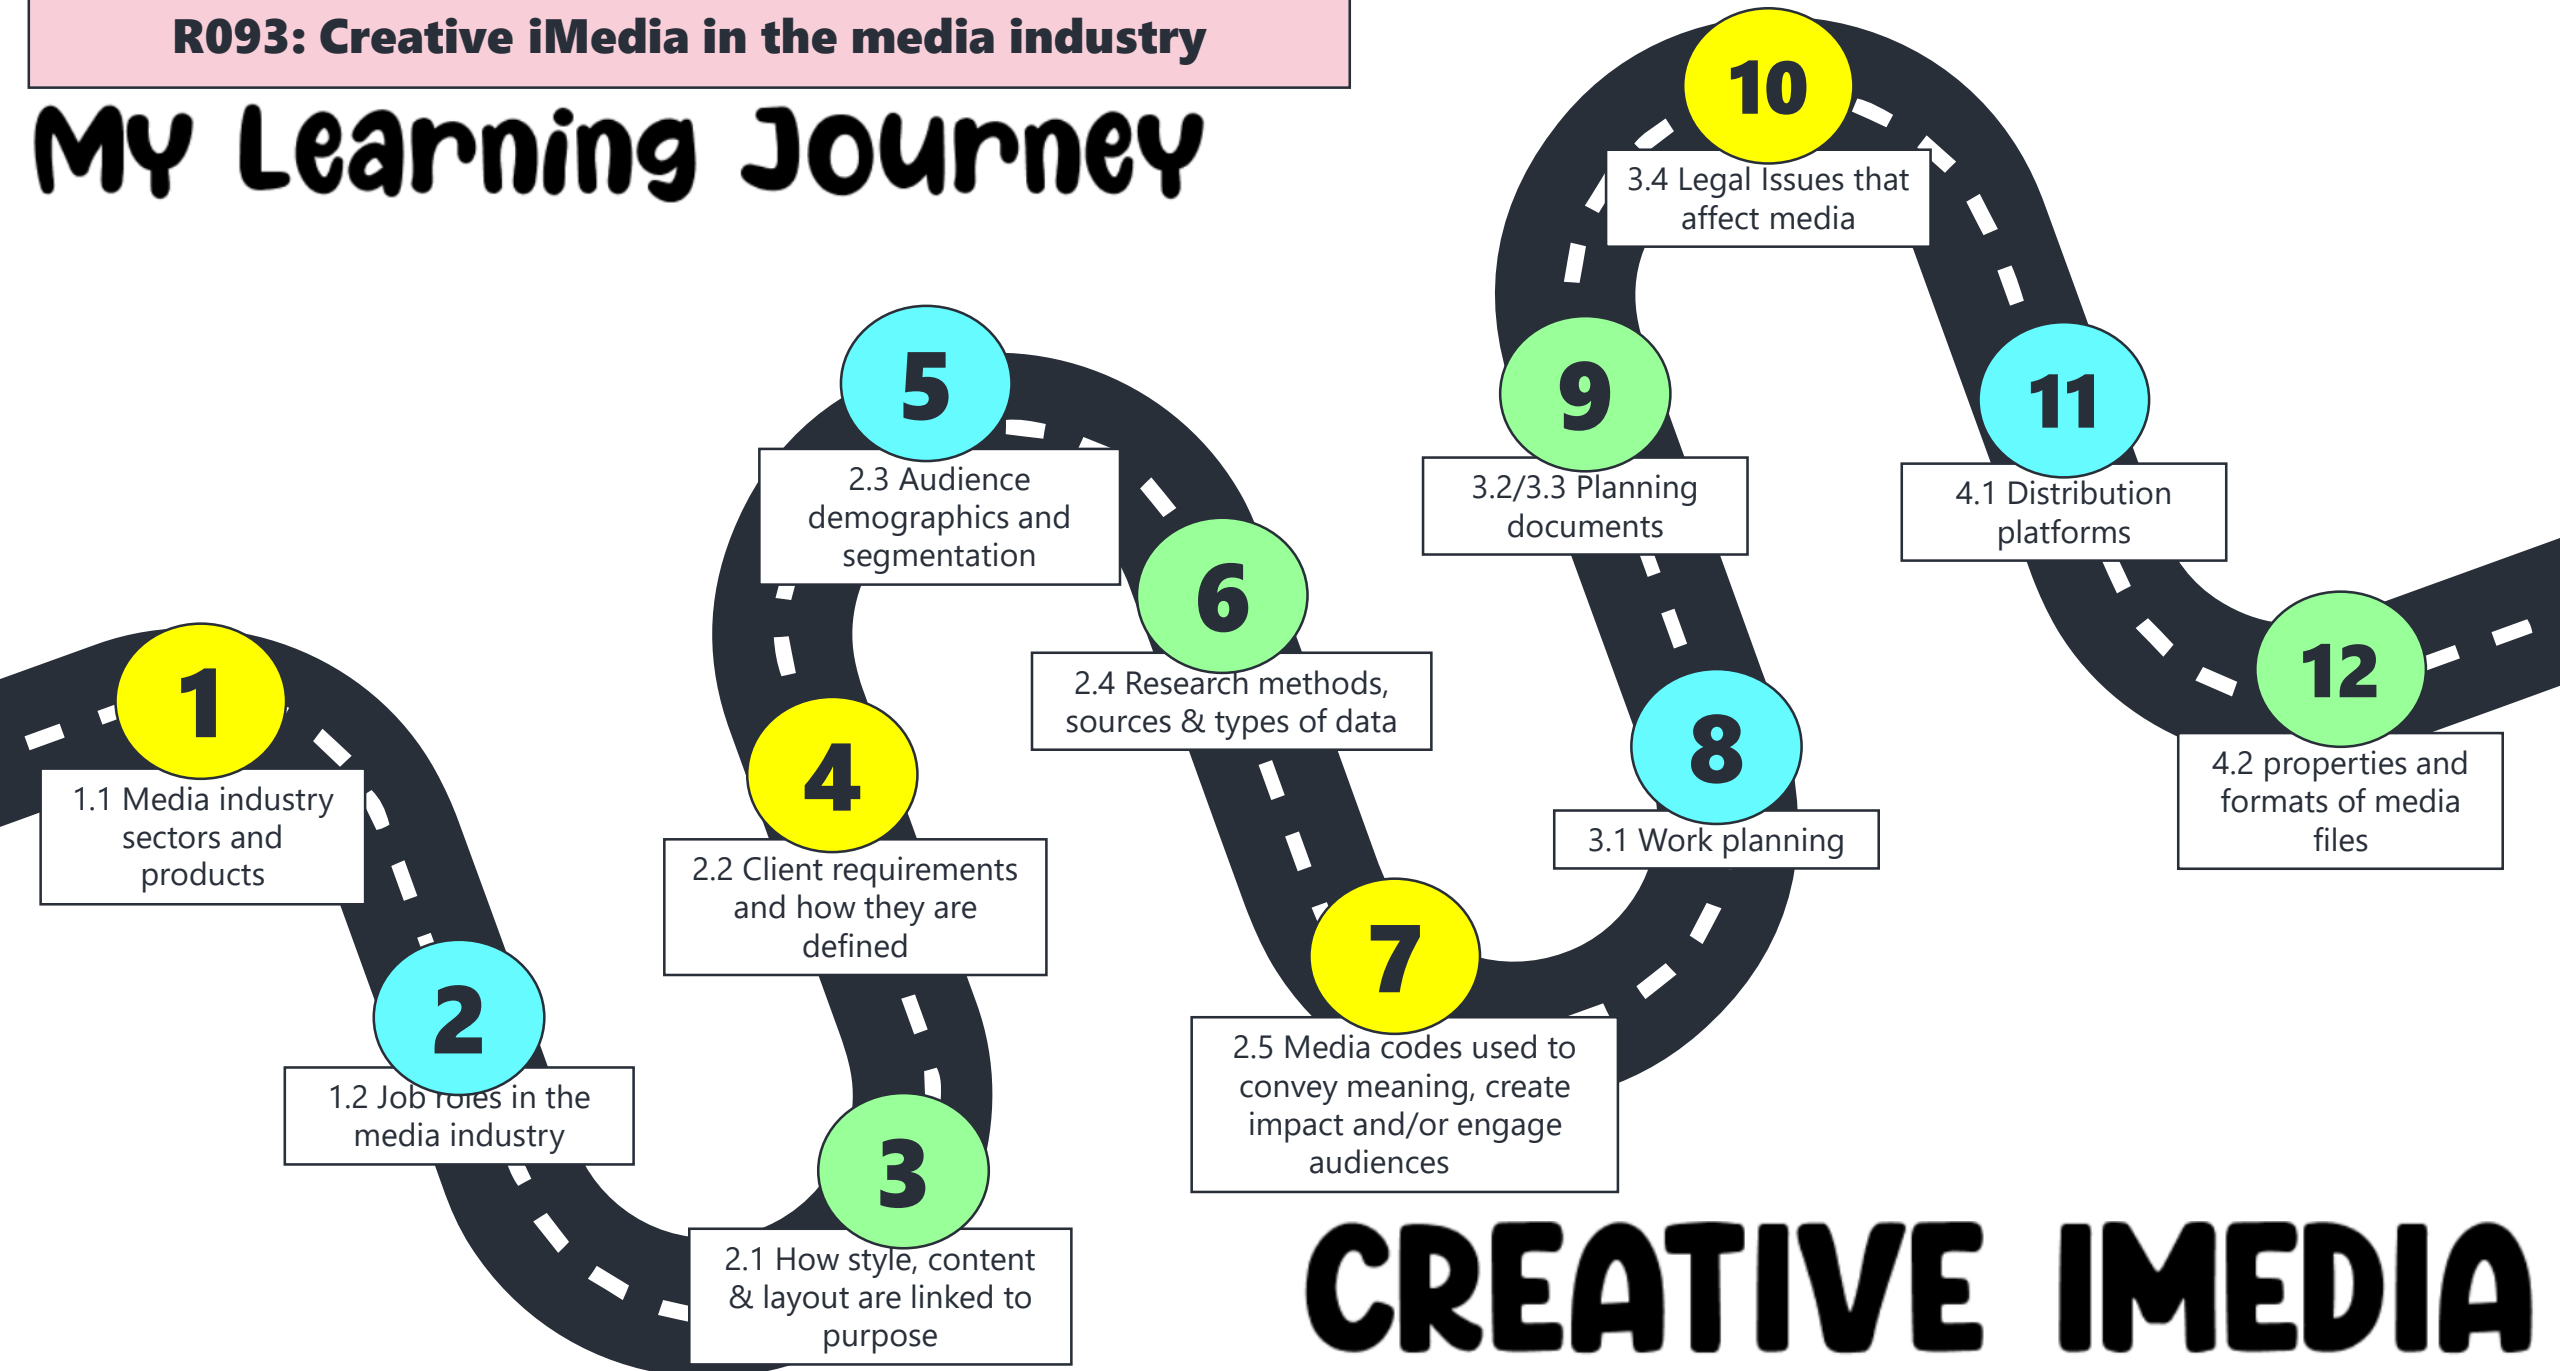 R093: Creative iMedia in the media industry
My Learning Journey
1
1.1 Media industry
sectors and
products
2
1.2 Job roles in the
media industry
3
2.1 How style, content
& layout are linked to
purpose
4
2.2 Client requirements
and how they are
defined
5
2.3 Audience
demographics and
segmentation
6
2.4 Research methods,
sources & types of data
7
2.5 Media codes used to
convey meaning, create
impact and/or engage
audiences
8
3.1 Work planning
9
3.2/3.3 Planning
documents
10
3.4 Legal Issues that
affect media
11
4.1 Distribution
platforms
12
4.2 properties and
formats of media
files
CREATIVE IMEDIA